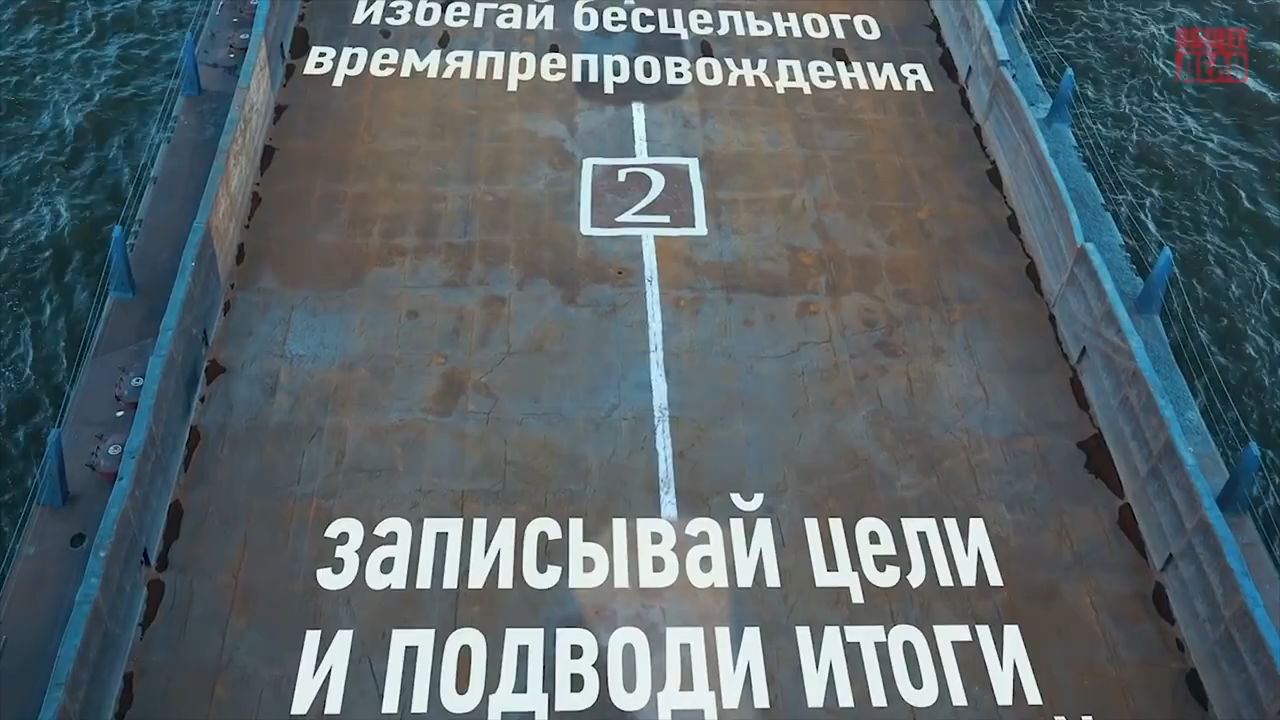 избегай бесцельного
времяпрепровождения
2
записывай цели
и подводи итоги